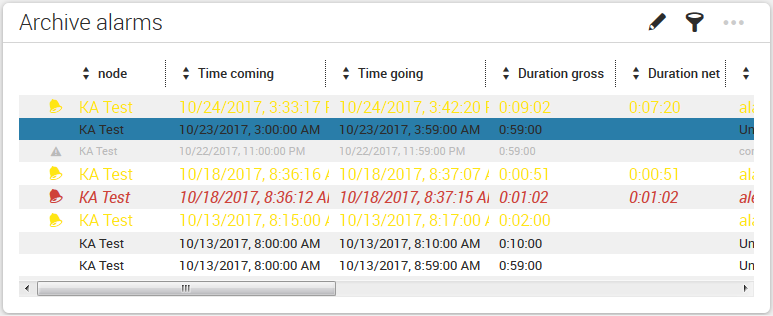 Archive alarms
node Time coming Time going Duration gross Duration net
KA Test 10/24/2017, 3:33:17 P 10/24/2017, 3:42:20 P 0:09:02 0:07:20 ala
KA Test 10/23/2017, 3:00:00 AM 10/23/2017, 3:59:00 AM 0:59:00 Un
KA Test 10/22/2017, 11:00:00 PM 10/22/2017, 11:59:00 PM 0:59:00 con
KA Test 10/18/2017, 8:36:16 A 10/18/2017, 8:37:07 A 0:00:51 0:00:51 ala
KA Test 10/18/2017, 8:36:12 AM 10/18/2017, 8:37:15 AM 0:01:02 0:01:02 ale
KA Test 10/13/2017, 8:15:00 A 10/13/2017, 8:17:00 A 0:02:00 ala
KA Test 10/13/2017, 8:00:00 AM 10/13/2017, 8:10:00 AM 0:10:00 Un
KA Test 10/13/2017, 8:00:00 AM 10/13/2017, 8:59:00 AM 0:59:00 Un